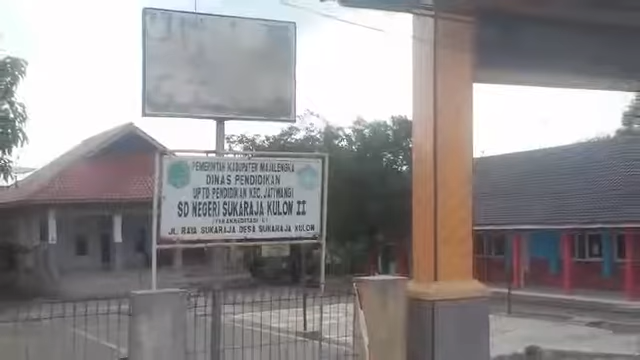 PEMERINTAH KABUPATEN MAJALENGKA
DINAS PENDIDIKAN
UPTD PENDIDIKAN KEC. JATIWANGI
SD NEGERI SUKARAJA KULON II
JL. RAYA SUKARAJA DESA SUKARAJA KULON